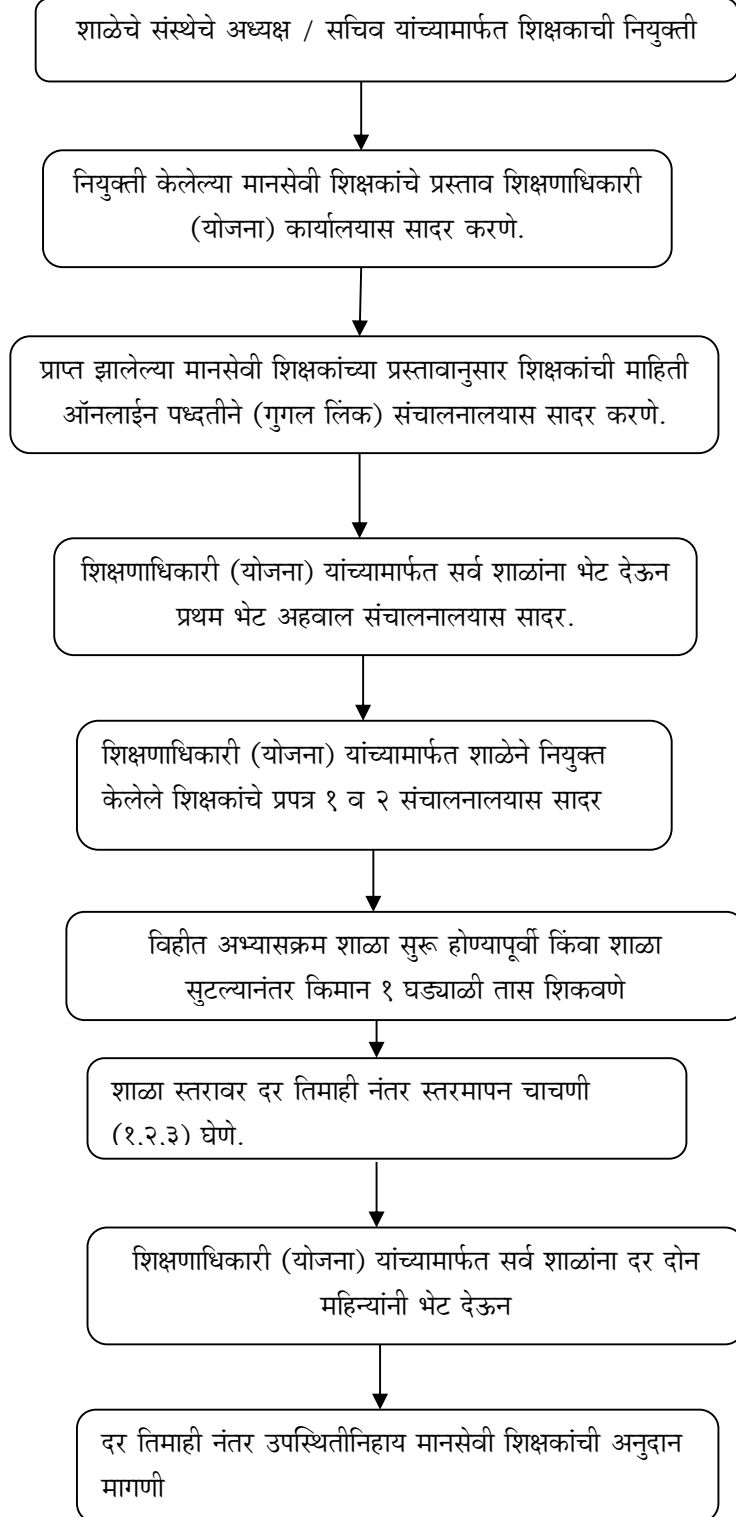 शाळेचे संस्थेचे अध्यक्ष / सचिव यांच्यामार्फत शिक्षकाची नियुक्ती
नियुक्ती केलेल्या मानसेवी शिक्षकांचे प्रस्ताव शिक्षणाधिकारी
(योजना) कार्यालयास सादर करणे.
प्राप्त झालेल्या मानसेवी शिक्षकांच्या प्रस्तावानुसार शिक्षकांची माहिती
ऑनलाईन पध्दतीने (गुगल लिंक) संचालनालयास सादर करणे.
शिक्षणाधिकारी (योजना) यांच्यामार्फत सर्व शाळांना भेट देऊन
प्रथम भेट अहवाल संचालनालयास सादर.
शिक्षणाधिकारी (योजना) यांच्यामार्फत शाळेने नियुक्त
केलेले शिक्षकांचे प्रपत्र १ व २ संचालनालयास सादर
विहीत अभ्यासक्रम शाळा सुरू होण्यापूर्वी किंवा शाळा
सुटल्यानंतर किमान १ घड्याळी तास शिकवणे
शाळा स्तरावर दर तिमाही नंतर स्तरमापन चाचणी
(१.२.३) घेणे.
शिक्षणाधिकारी (योजना) यांच्यामार्फत सर्व शाळांना दर दोन
महिन्यांनी भेट देऊन
दर तिमाही नंतर उपस्थितीनिहाय मानसेवी शिक्षकांची अनुदान
मागणी